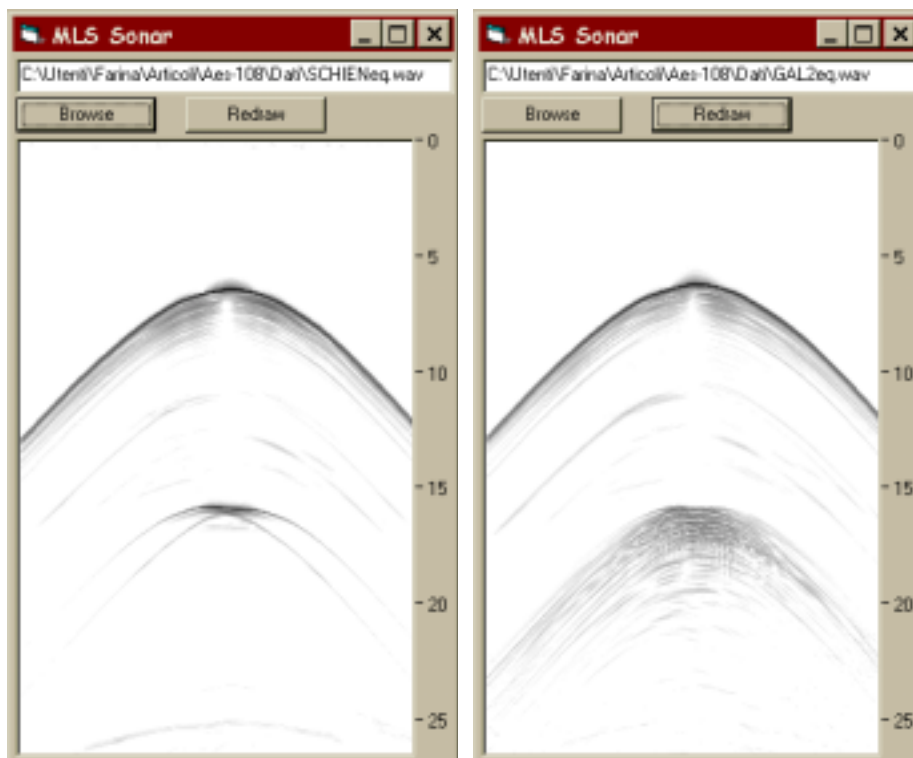 MLS Sonar
C:\Utenti\Farina\Articoli\Aes-108\Dati\SCHIENeq.wav
Browse Redraw
0
5
10
15
20
25
MLS Sonar
C:\Utenti\Farina\Articoli\Aes-108\Dati\GAL2eq.wav
Browse Redraw
0
5
10
15
20
25